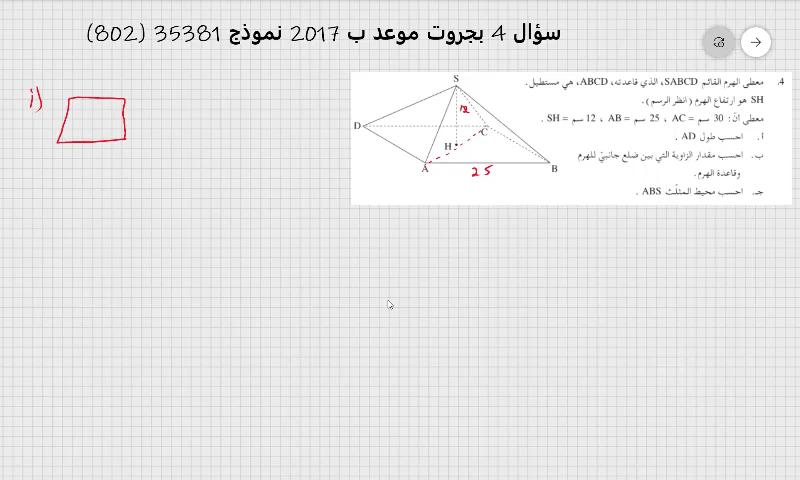 سؤال 4 بجروت موعد ب 2017 نموذج 35381 (802)
4. معطى الهرم القائم SABCD، الذي قاعدته، ABCD، هي مستطيل.
SH هو ارتفاع الهرم (انظر الرسم).
معطى أنّ: 30 سم = AC ، 25 سم = AB ، 12 سم = SH .
أ. احسب طول AD .
ب. احسب مقدار الزاوية التي بين ضلع جانبيّ للهرم
وقاعدة الهرم.
جـ. احسب محيط المثلّث ABS .
S
12
D
C
H
A
B
25
i)